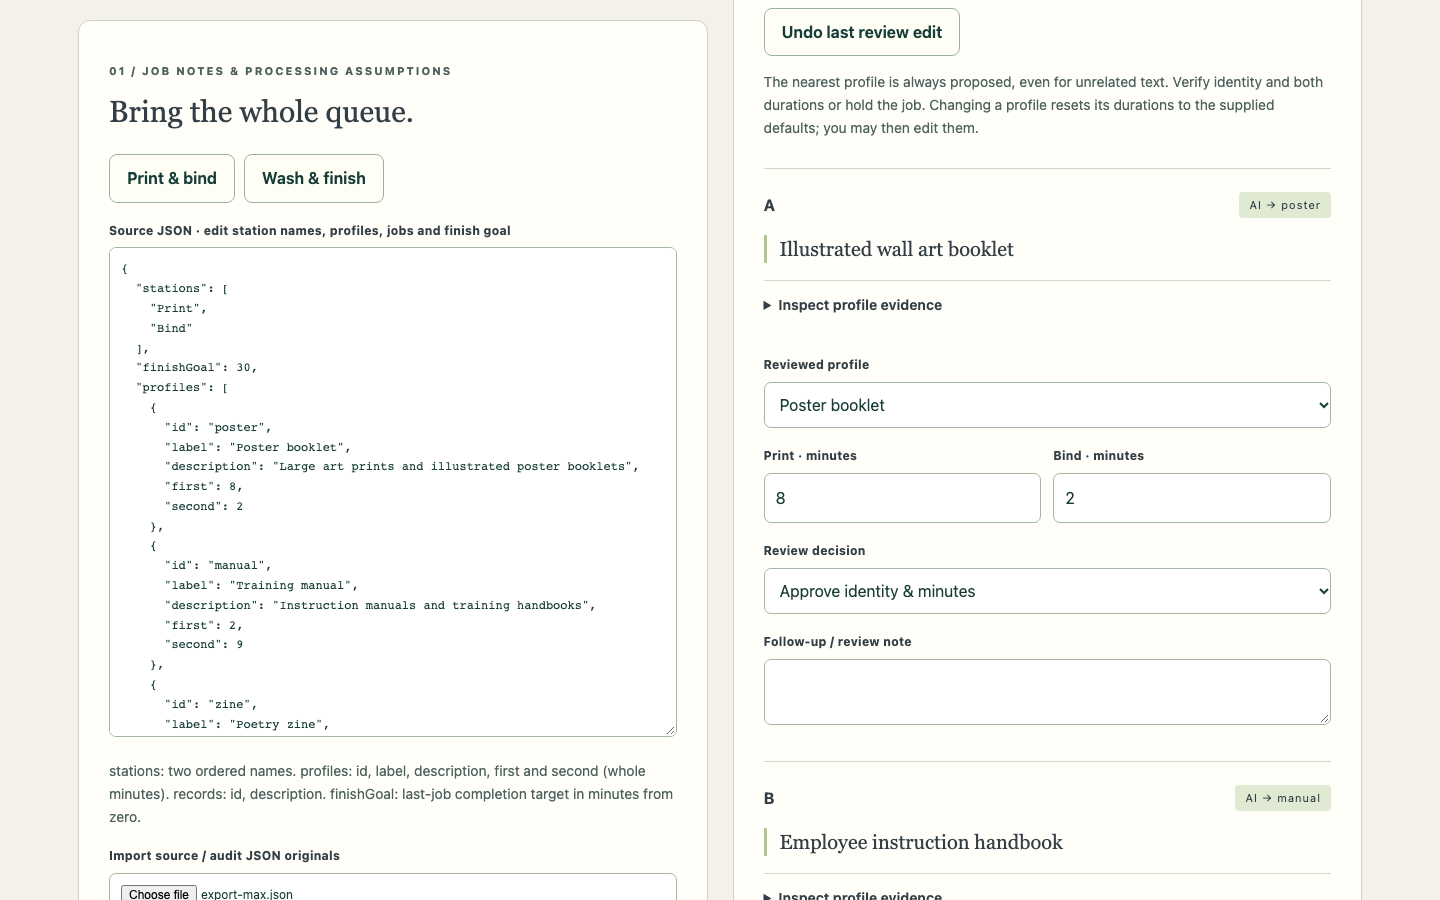 01 / JOB NOTES & PROCESSING ASSUMPTIONS
Bring the whole queue.
Print & bind
Wash & finish
Source JSON · edit station names, profiles, jobs and finish goal
{
"stations": [
"Print",
"Bind"
],
"finishGoal": 30,
"profiles": [
{
"id": "poster",
"label": "Poster booklet",
"description": "Large art prints and illustrated poster booklets",
"first": 8,
"second": 2
},
{
"id": "manual",
"label": "Training manual",
"description": "Instruction manuals and training handbooks",
"first": 2,
"second": 9
},
{
"id": "zine",
"label": "Poetry zine",
stations: two ordered names. profiles: id, label, description, first and second (whole
minutes). records: id, description. finishGoal: last-job completion target in minutes from
zero.
Import source / audit JSON originals
Choose file export-max.json
Undo last review edit
The nearest profile is always proposed, even for unrelated text. Verify identity and both
durations or hold the job. Changing a profile resets its durations to the supplied
defaults; you may then edit them.
A
AI → poster
Illustrated wall art booklet
▶ Inspect profile evidence
Reviewed profile
Poster booklet
Print · minutes
Bind · minutes
8
2
Review decision
Approve identity & minutes
Follow-up / review note
B
AI → manual
Employee instruction handbook
▶ Inspect profile evidence